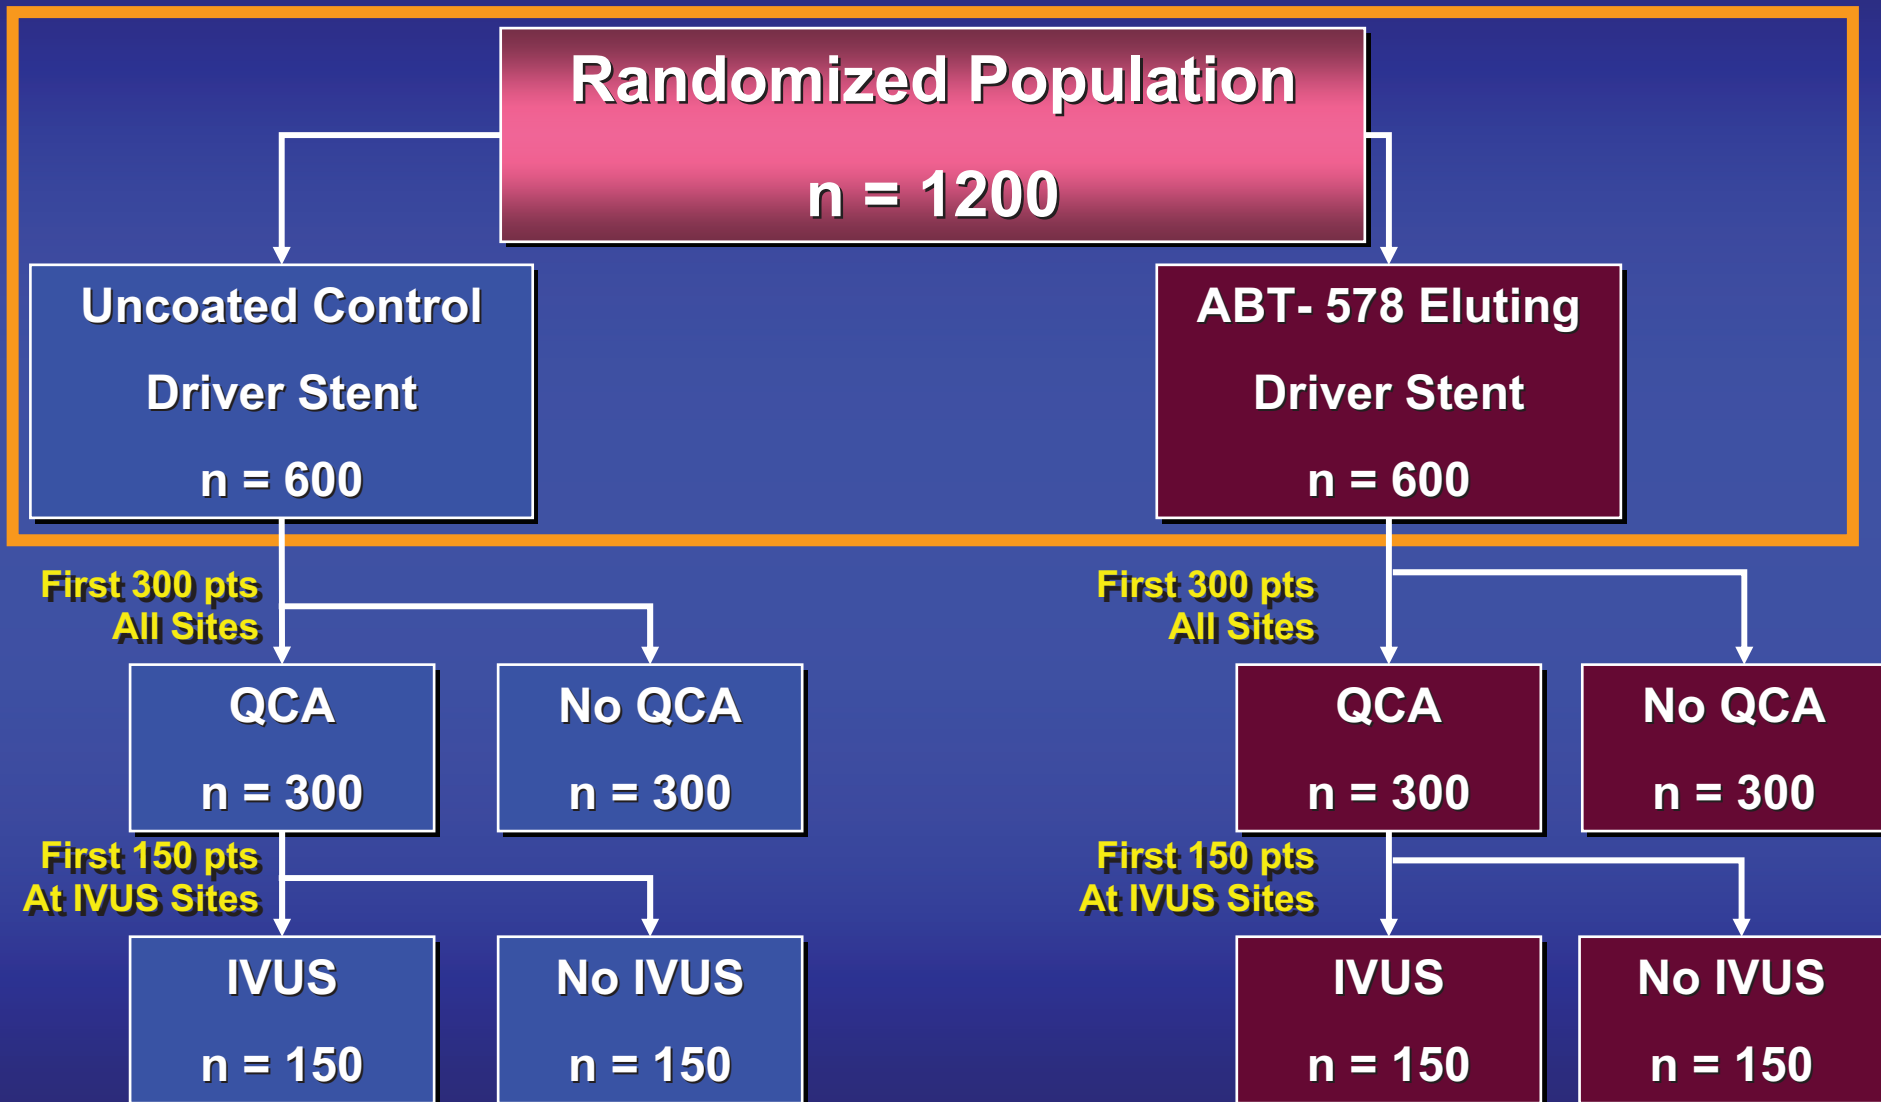 Randomized Population
n = 1200
Uncoated Control
Driver Stent
n = 600
ABT- 578 Eluting
Driver Stent
n = 600
First 300 pts
All Sites
First 300 pts
All Sites
QCA
n = 300
No QCA
n = 300
QCA
n = 300
No QCA
n = 300
First 150 pts
At IVUS Sites
First 150 pts
At IVUS Sites
IVUS
n = 150
No IVUS
n = 150
IVUS
n = 150
No IVUS
n = 150